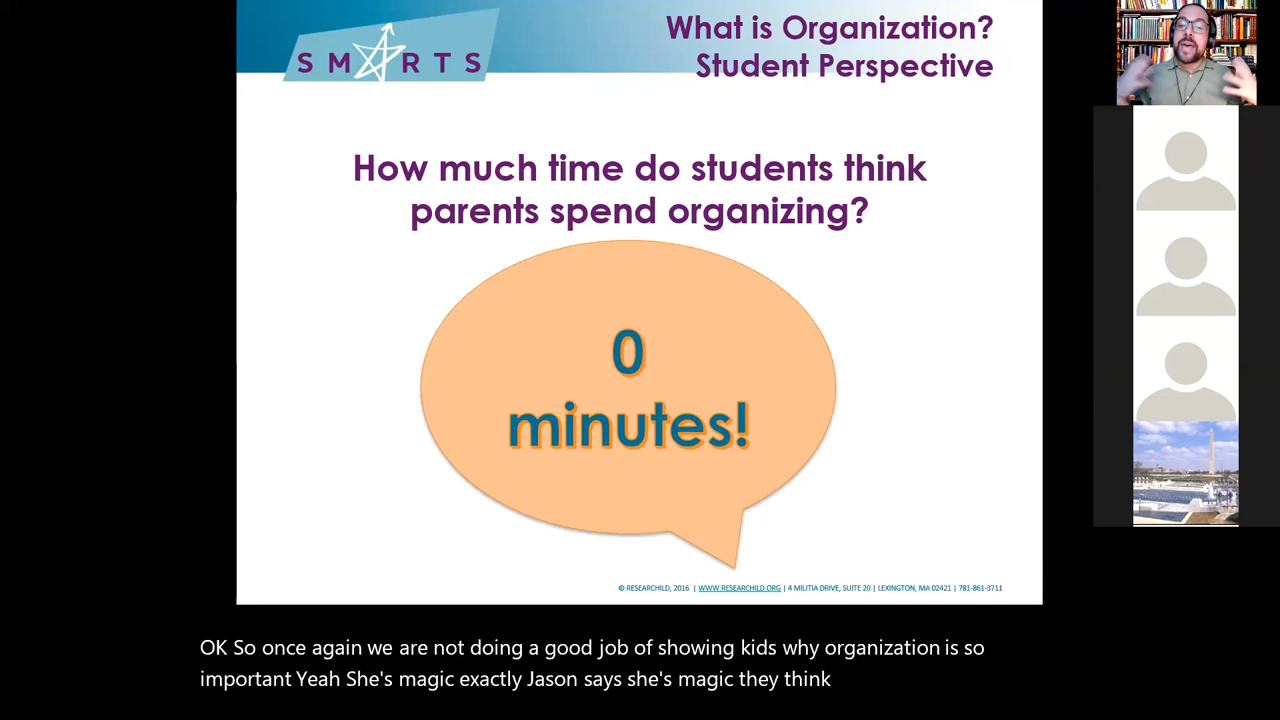 SMARTS
What is Organization?
Student Perspective
How much time do students think
parents spend organizing?
0
minutes!
© RESEARCHILD, 2016 | WWW.RESEARCHILD.ORG | 4 MILITIA DRIVE, SUITE 20 | LEXINGTON, MA 02421 | 781-861-3711
OK So once again we are not doing a good job of showing kids why organization is so
important Yeah She's magic exactly Jason says she's magic they think